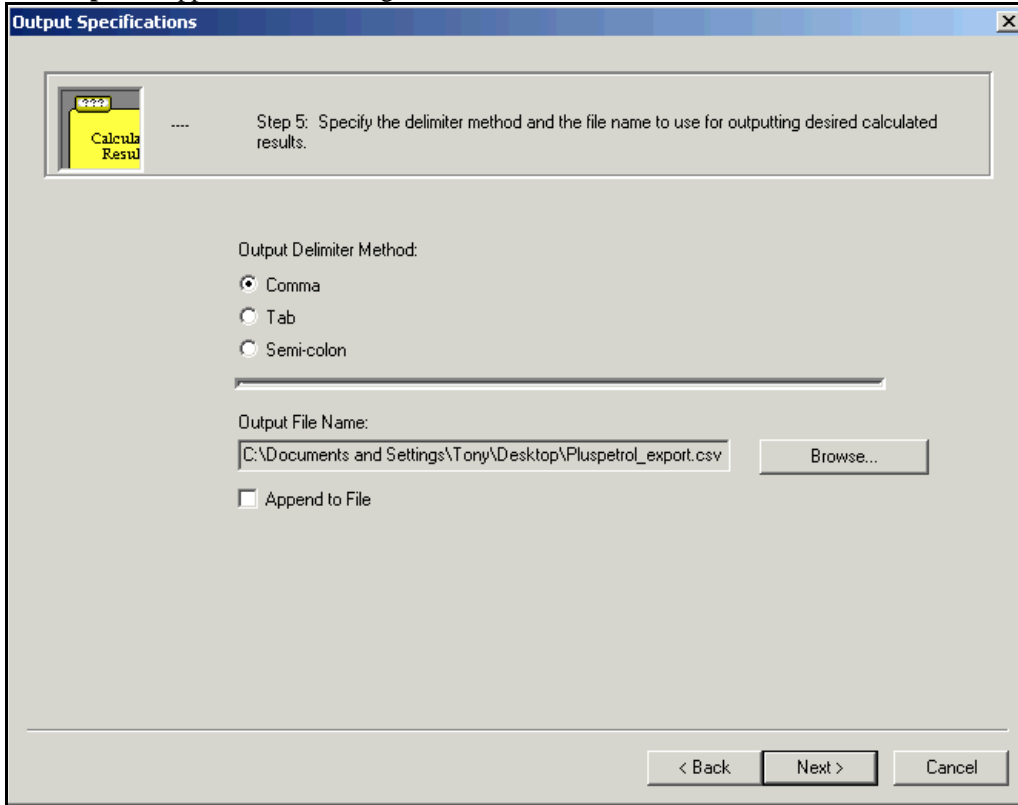 Output Specifications
???
Calcula
Resul
----
Step 5: Specify the delimiter method and the file name to use for outputting desired calculated
results.
Output Delimiter Method:
Comma
Tab
Semi-colon
Output File Name:
C:\Documents and Settings\Tony\Desktop\Pluspetrol_export.csv
Browse...
Append to File
< Back
Next >
Cancel